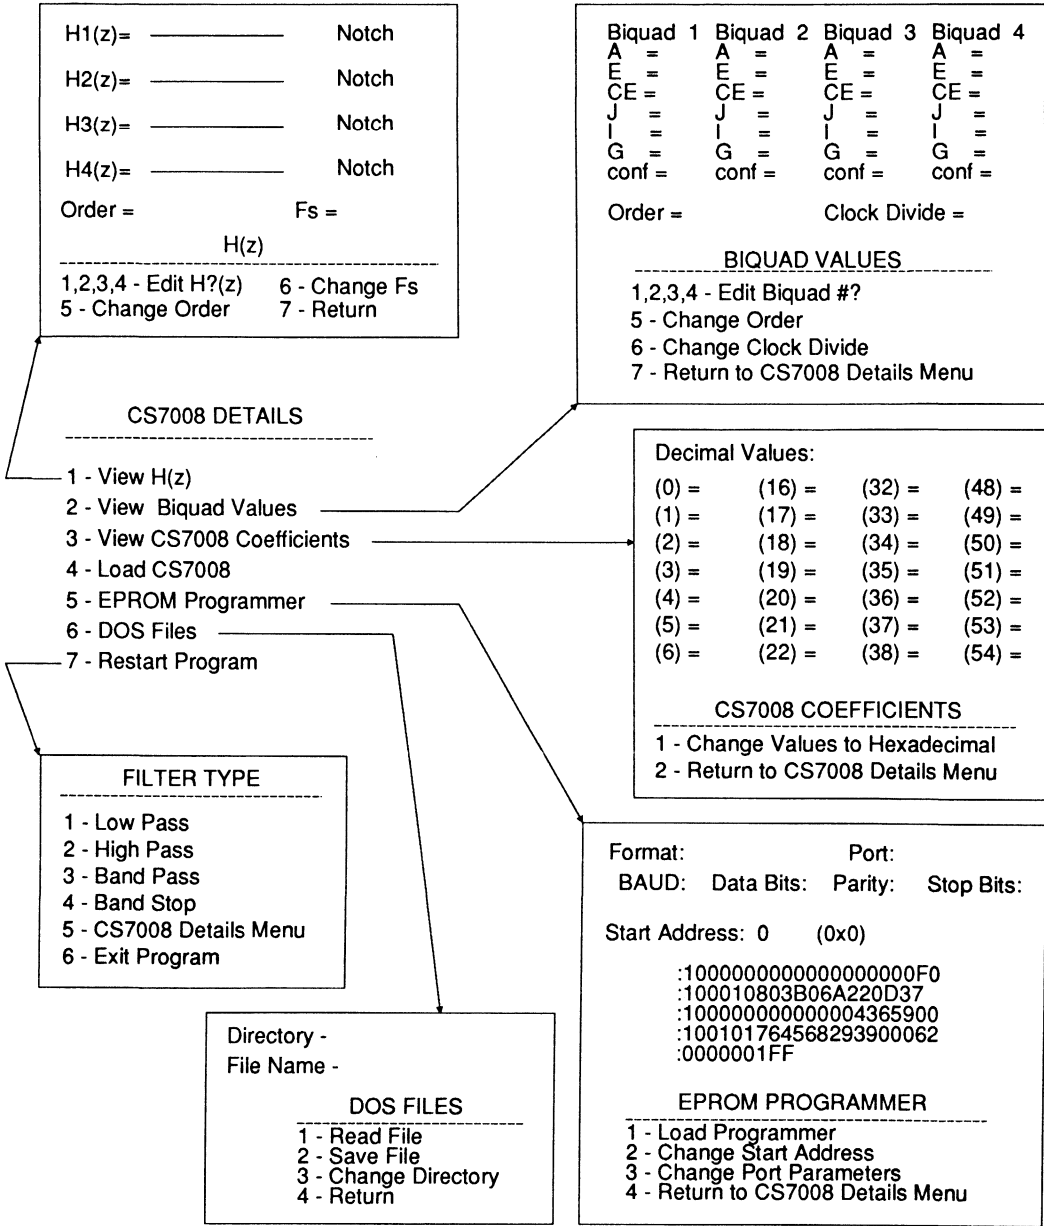 H1(z)= Notch
H2(z)= Notch
H3(z)= Notch
H4(z)= Notch
Order = Fs =
H(z)
1,2,3,4 - Edit H?(z) 6 - Change Fs
5 - Change Order 7 - Return
Biquad 1 Biquad 2 Biquad 3 Biquad 4
A = A = A = A =
E = E = E = E =
CE = CE = CE = CE =
J = J = J = J =
I = I = I = I =
G = G = G = G =
conf = conf = conf = conf =
Order = Clock Divide =
BIQUAD VALUES
1,2,3,4 - Edit Biquad #?
5 - Change Order
6 - Change Clock Divide
7 - Return to CS7008 Details Menu
CS7008 DETAILS
1 - View H(z)
2 - View Biquad Values
3 - View CS7008 Coefficients
4 - Load CS7008
5 - EPROM Programmer
6 - DOS Files
7 - Restart Program
Decimal Values:
(0) = (16) = (32) = (48) =
(1) = (17) = (33) = (49) =
(2) = (18) = (34) = (50) =
(3) = (19) = (35) = (51) =
(4) = (20) = (36) = (52) =
(5) = (21) = (37) = (53) =
(6) = (22) = (38) = (54) =
CS7008 COEFFICIENTS
1 - Change Values to Hexadecimal
2 - Return to CS7008 Details Menu
FILTER TYPE
1 - Low Pass
2 - High Pass
3 - Band Pass
4 - Band Stop
5 - CS7008 Details Menu
6 - Exit Program
Format: Port:
BAUD: Data Bits: Parity: Stop Bits:
Start Address: 0 (0x0)
:1000000000000000000F0
:100010803B06A220D37
:100000000000004365900
:100101764568293900062
:0000001FF
EPROM PROGRAMMER
1 - Load Programmer
2 - Change Start Address
3 - Change Port Parameters
4 - Return to CS7008 Details Menu
Directory -
File Name -
DOS FILES
1 - Read File
2 - Save File
3 - Change Directory
4 - Return